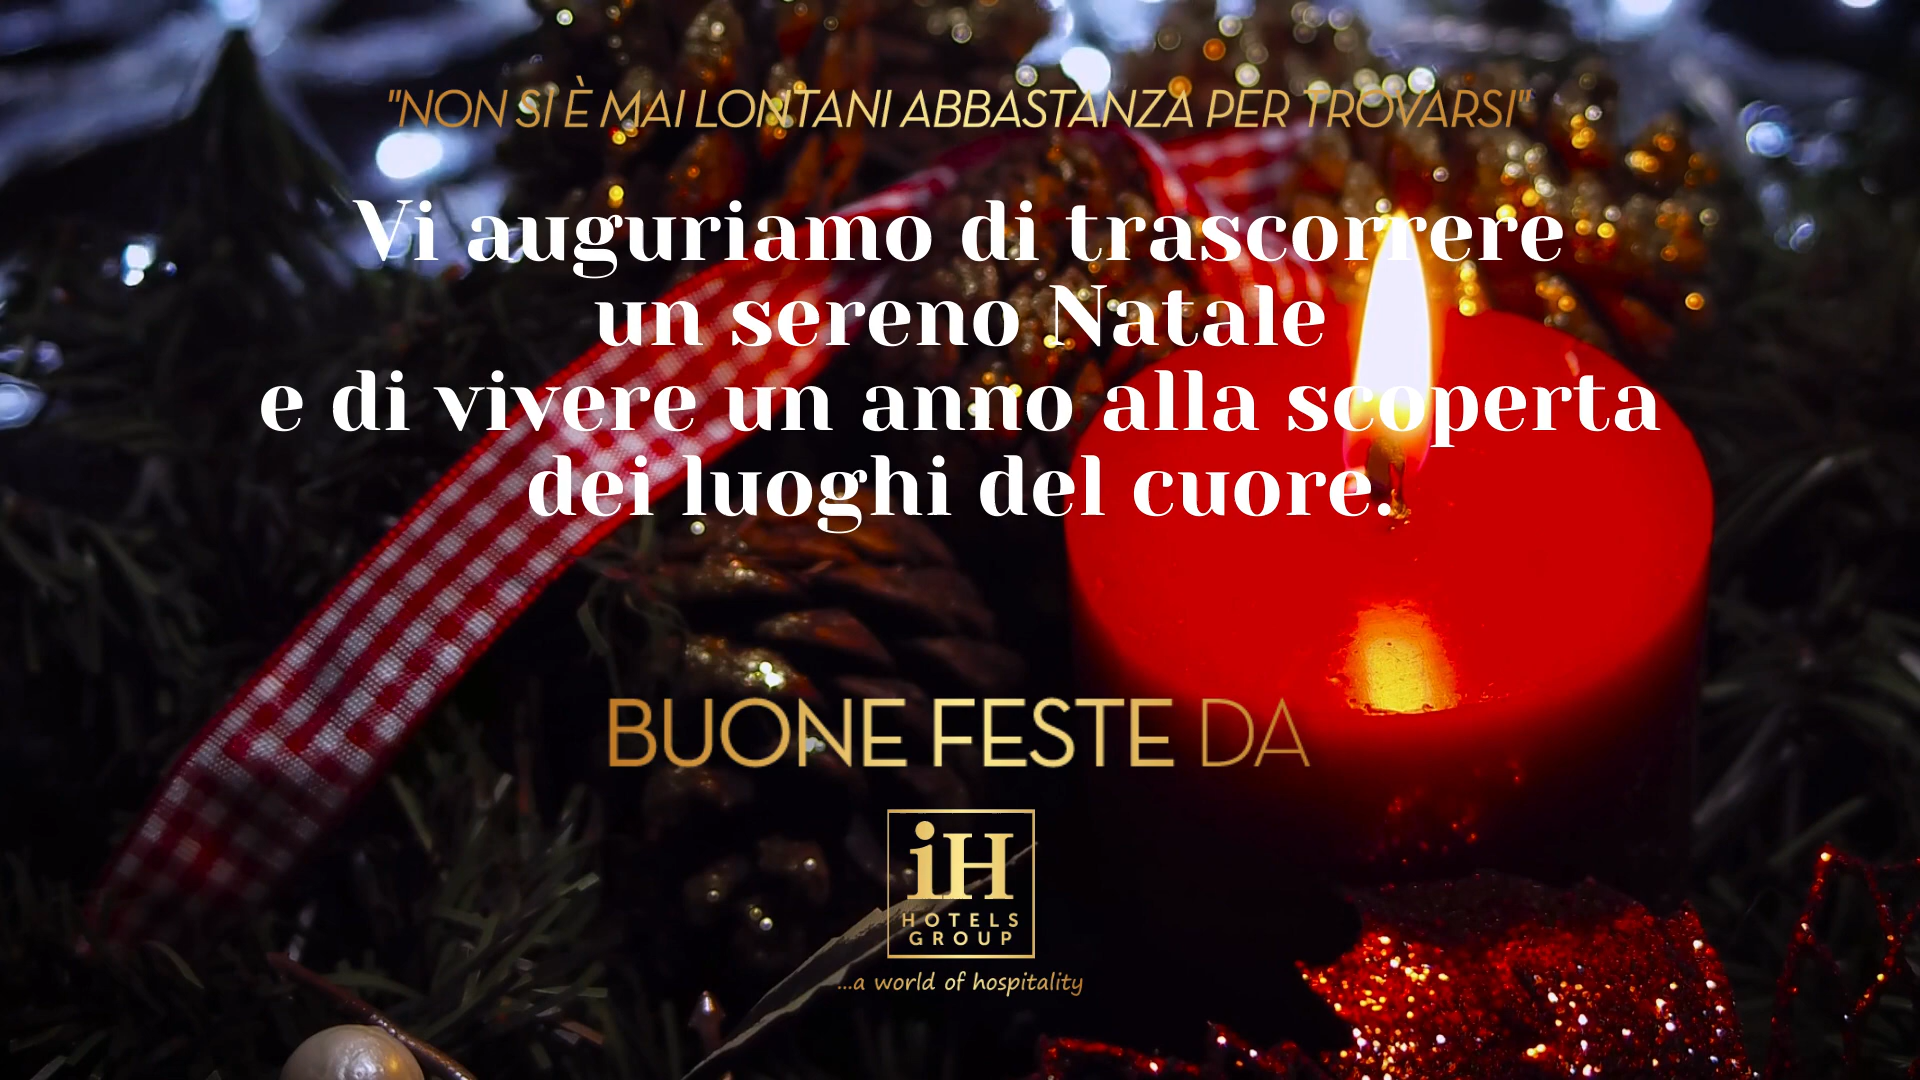 "NON SI È MAI LONTANI ABBASTANZA PER TROVARSI"
Vi auguriamo di trascorrere
un sereno Natale
e di vivere un anno alla scoperta
dei luoghi del cuore.
BUONE FESTE DA
iH
HOTELS
GROUP
...a world of hospitality